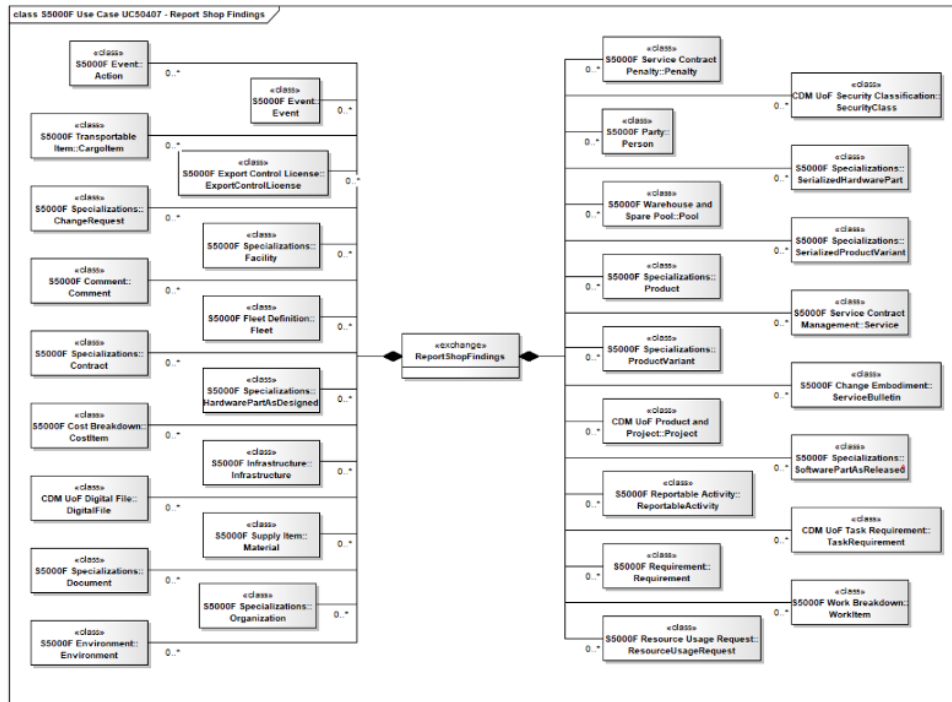 class S5000F Use Case UC50407 - Report Shop Findings
«class»
S5000F Event::
Action
0..*
«class»
S5000F Event::
Event
0..*
«class»
S5000F Transportable
Item::CargoItem
0..*
«class»
S5000F Export Control License::
ExportControlLicense
0..*
«class»
S5000F Specializations::
ChangeRequest
0..*
«class»
S5000F Specializations::
Facility
0..*
«class»
S5000F Comment::
Comment
0..*
«class»
S5000F Fleet Definition::
Fleet
0..*
«class»
S5000F Specializations::
Contract
0..*
«class»
S5000F Specializations::
HardwarePartAsDesigned
0..*
«class»
S5000F Cost Breakdown::
CostItem
0..*
«class»
S5000F Infrastructure::
Infrastructure
0..*
«class»
CDM UoF Digital File::
DigitalFile
0..*
«class»
S5000F Supply Item::
Material
0..*
«class»
S5000F Specializations::
Document
0..*
«class»
S5000F Specializations::
Organization
0..*
«class»
S5000F Environment::
Environment
0..*
«exchange»
ReportShopFindings
«class»
S5000F Service Contract
Penalty::Penalty
0..*
«class»
CDM UoF Security Classification::
SecurityClass
0..*
«class»
S5000F Party::
Person
0..*
«class»
S5000F Specializations::
SerializedHardwarePart
0..*
«class»
S5000F Warehouse and
Spare Pool::Pool
0..*
«class»
S5000F Specializations::
SerializedProductVariant
0..*
«class»
S5000F Specializations::
Product
0..*
«class»
S5000F Service Contract
Management::Service
0..*
«class»
S5000F Specializations::
ProductVariant
0..*
«class»
S5000F Change Embodiment::
ServiceBulletin
0..*
«class»
CDM UoF Product and
Project::Project
0..*
«class»
S5000F Specializations::
SoftwarePartAsReleased
0..*
«class»
S5000F Reportable Activity::
ReportableActivity
0..*
«class»
CDM UoF Task Requirement::
TaskRequirement
0..*
«class»
S5000F Requirement::
Requirement
0..*
«class»
S5000F Work Breakdown::
WorkItem
0..*
«class»
S5000F Resource Usage Request::
ResourceUsageRequest
0..*